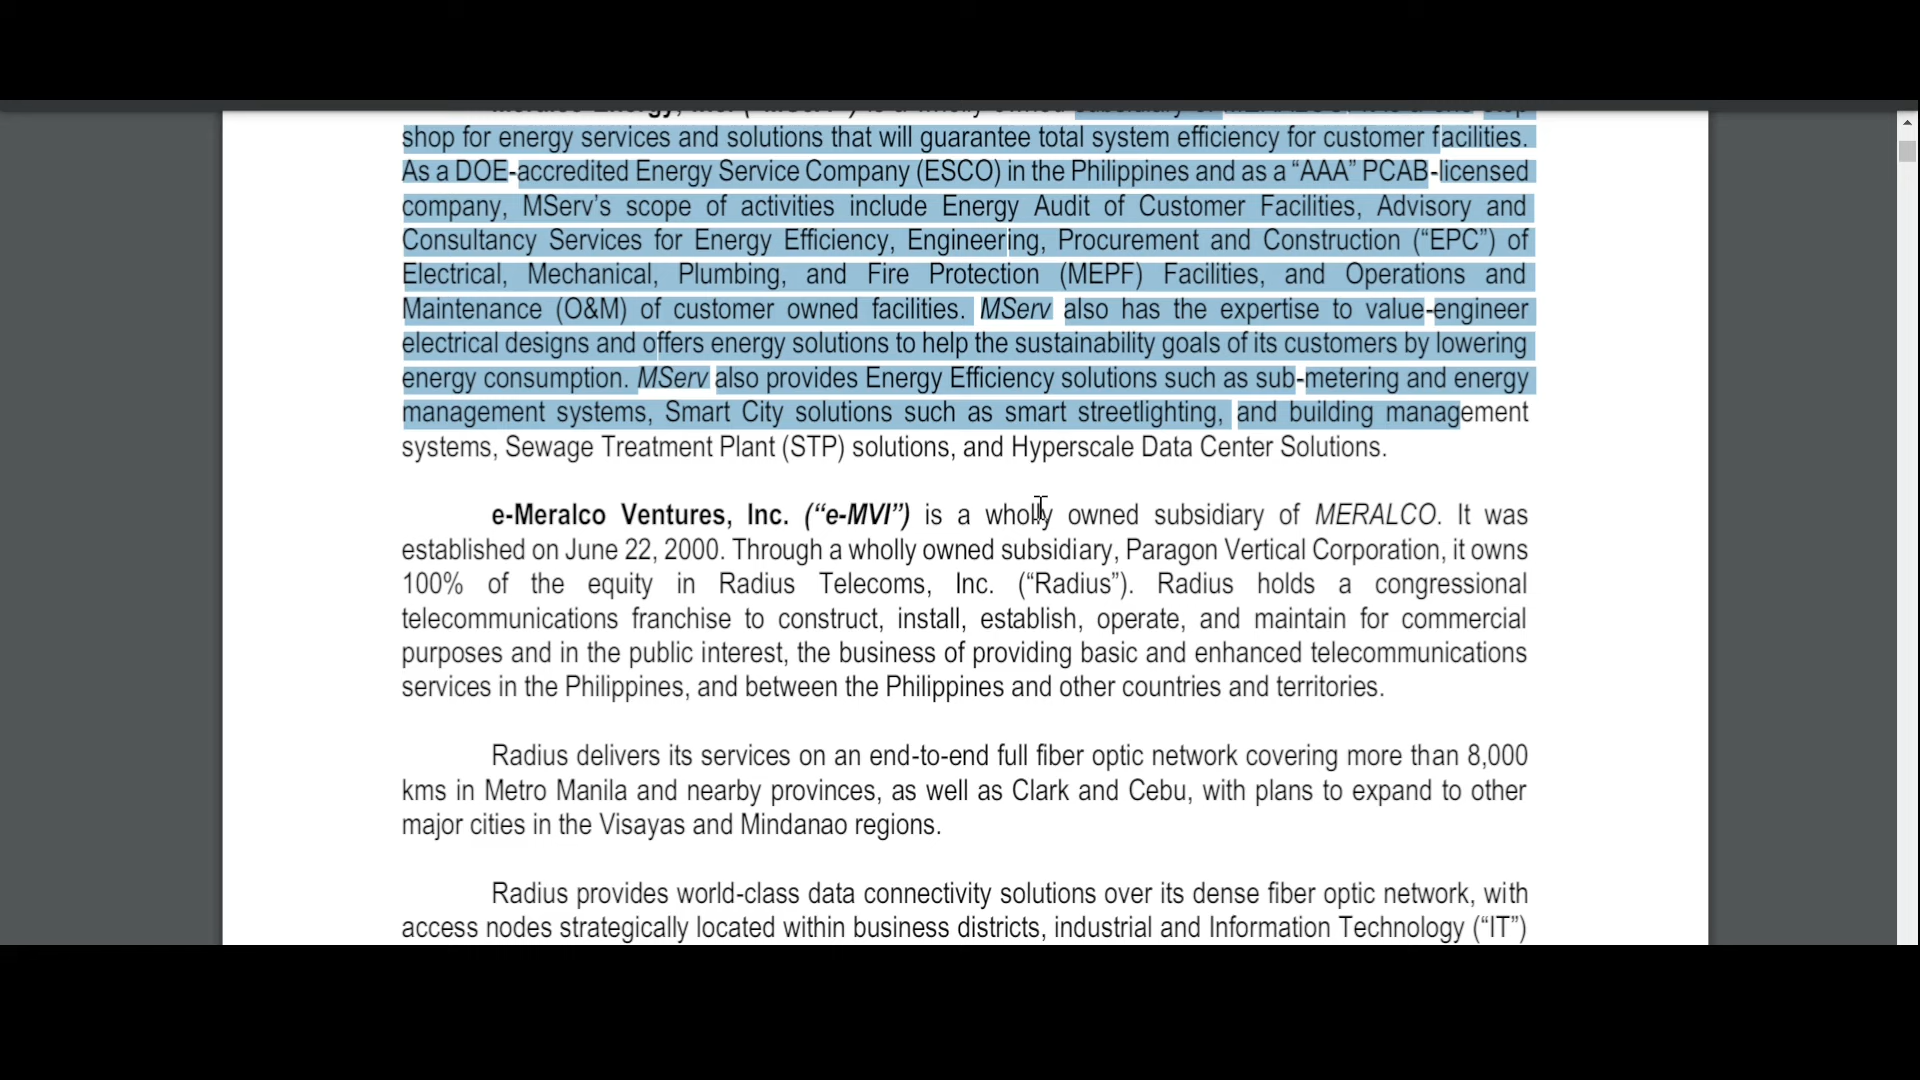 shop for energy services and solutions that will guarantee total system efficiency for customer facilities.
As a DOE-accredited Energy Service Company (ESCO) in the Philippines and as a “AAA” PCAB-licensed
company, MServ’s scope of activities include Energy Audit of Customer Facilities, Advisory and
Consultancy Services for Energy Efficiency, Engineering, Procurement and Construction (“EPC”) of
Electrical, Mechanical, Plumbing, and Fire Protection (MEPF) Facilities, and Operations and
Maintenance (O&M) of customer owned facilities. MServ also has the expertise to value-engineer
electrical designs and offers energy solutions to help the sustainability goals of its customers by lowering
energy consumption. MServ also provides Energy Efficiency solutions such as sub-metering and energy
management systems, Smart City solutions such as smart streetlighting, and building management
systems, Sewage Treatment Plant (STP) solutions, and Hyperscale Data Center Solutions.
e-Meralco Ventures, Inc. (“e-MVI”) is a wholly owned subsidiary of MERALCO. It was
established on June 22, 2000. Through a wholly owned subsidiary, Paragon Vertical Corporation, it owns
100% of the equity in Radius Telecoms, Inc. (“Radius”). Radius holds a congressional
telecommunications franchise to construct, install, establish, operate, and maintain for commercial
purposes and in the public interest, the business of providing basic and enhanced telecommunications
services in the Philippines, and between the Philippines and other countries and territories.
Radius delivers its services on an end-to-end full fiber optic network covering more than 8,000
kms in Metro Manila and nearby provinces, as well as Clark and Cebu, with plans to expand to other
major cities in the Visayas and Mindanao regions.
Radius provides world-class data connectivity solutions over its dense fiber optic network, with
access nodes strategically located within business districts, industrial and Information Technology (“IT”)